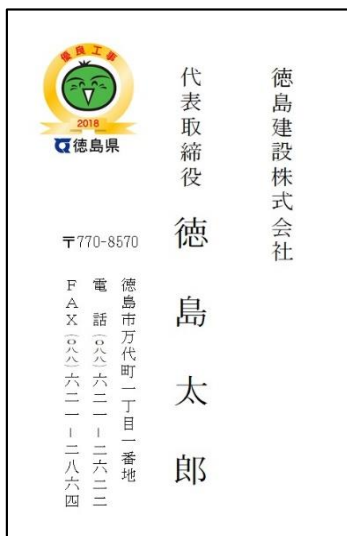 徳島建設株式会社
代表取締役 徳島太郎
優良工事
2018
徳島県
〒770-8570
徳島市万代町一丁目一番地
電話(〇八八)六二一-二六二二
FAX(〇八八)六二一-二八六四